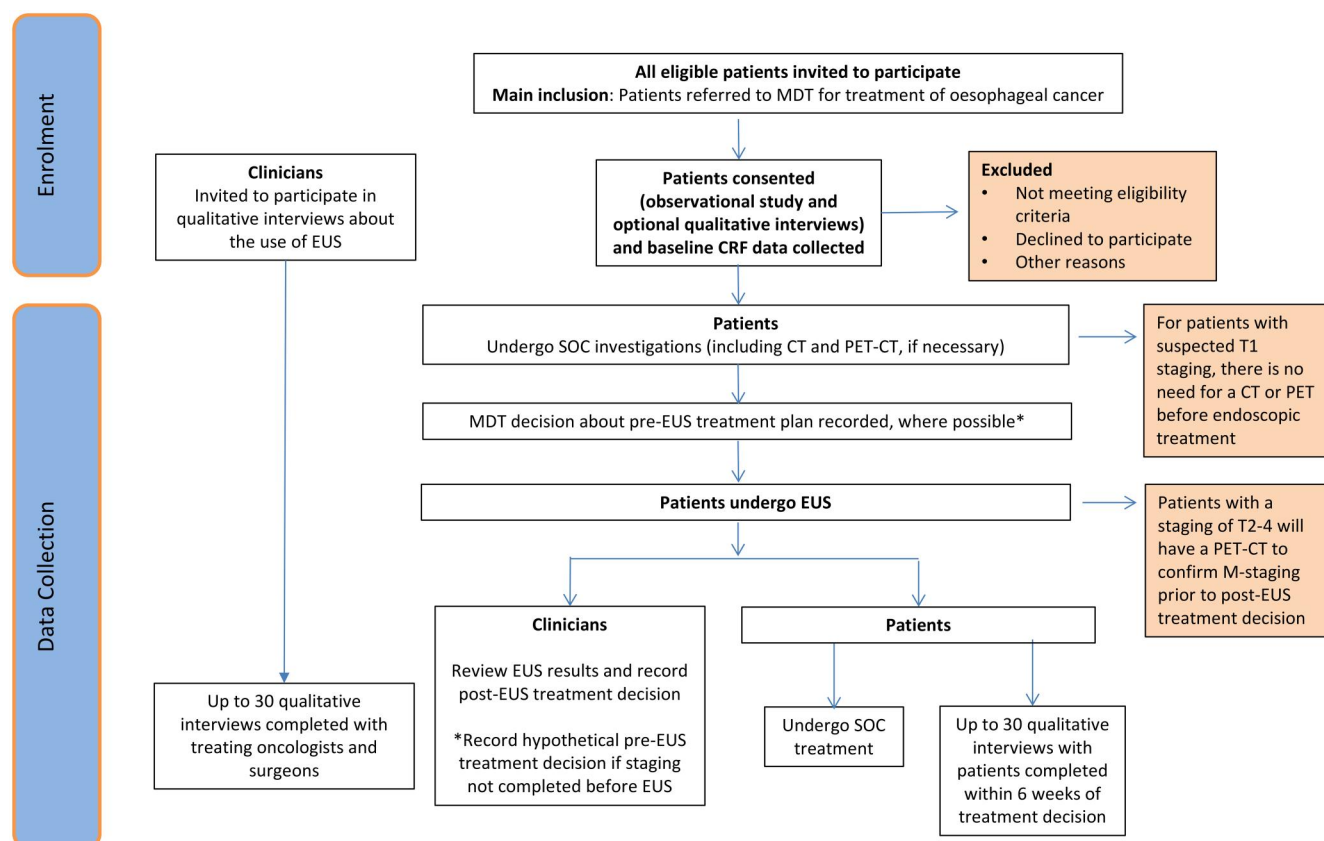 Enrolment
All eligible patients invited to participate
Main inclusion: Patients referred to MDT for treatment of oesophageal cancer
Clinicians
Invited to participate in
qualitative interviews about
the use of EUS
Patients consented
(observational study and
optional qualitative interviews)
and baseline CRF data collected
Excluded
• Not meeting eligibility
criteria
• Declined to participate
• Other reasons
Data Collection
Patients
Undergo SOC investigations (including CT and PET-CT, if necessary)
For patients with
suspected T1
staging, there is no
need for a CT or PET
before endoscopic
treatment
MDT decision about pre-EUS treatment plan recorded, where possible*
Patients undergo EUS
Patients with a
staging of T2-4 will
have a PET-CT to
confirm M-staging
prior to post-EUS
treatment decision
Clinicians
Review EUS results and record
post-EUS treatment decision
*Record hypothetical pre-EUS
treatment decision if staging
not completed before EUS
Patients
Up to 30 qualitative
interviews completed with
treating oncologists and
surgeons
Undergo SOC
treatment
Up to 30 qualitative
interviews with
patients completed
within 6 weeks of
treatment decision